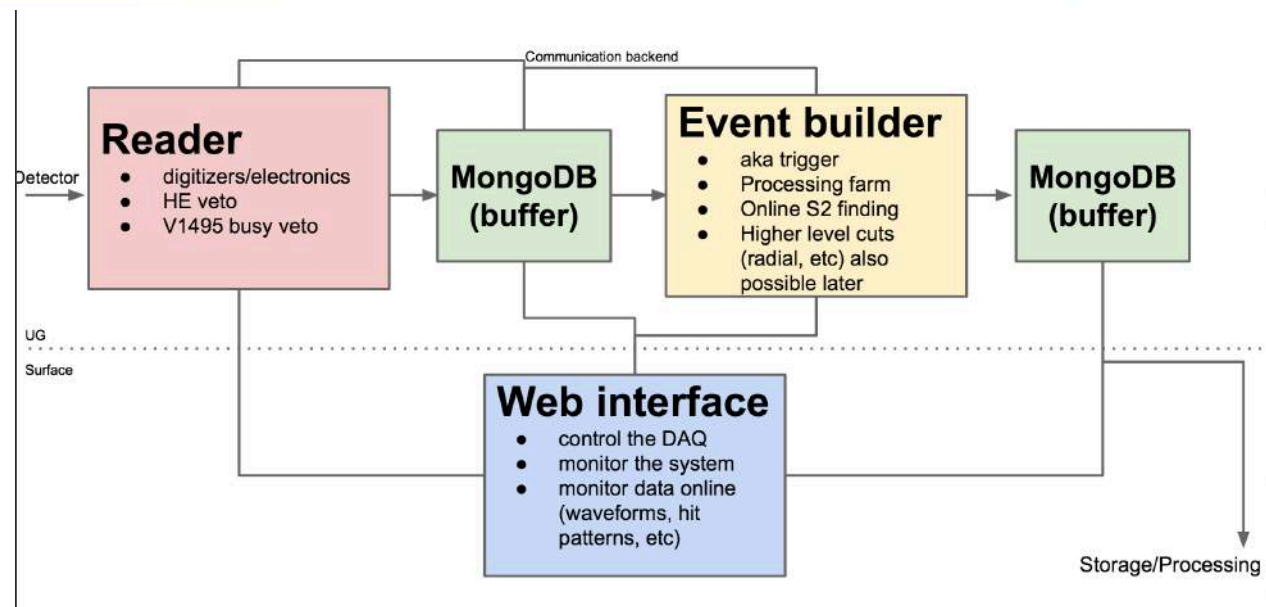 Communication backend
Reader
● digitizers/electronics
● HE veto
● V1495 busy veto
Detector
MongoDB
(buffer)
Event builder
● aka trigger
● Processing farm
● Online S2 finding
● Higher level cuts
(radial, etc) also
possible later
MongoDB
(buffer)
UG
Surface
Web interface
● control the DAQ
● monitor the system
● monitor data online
(waveforms, hit
patterns, etc)
Storage/Processing